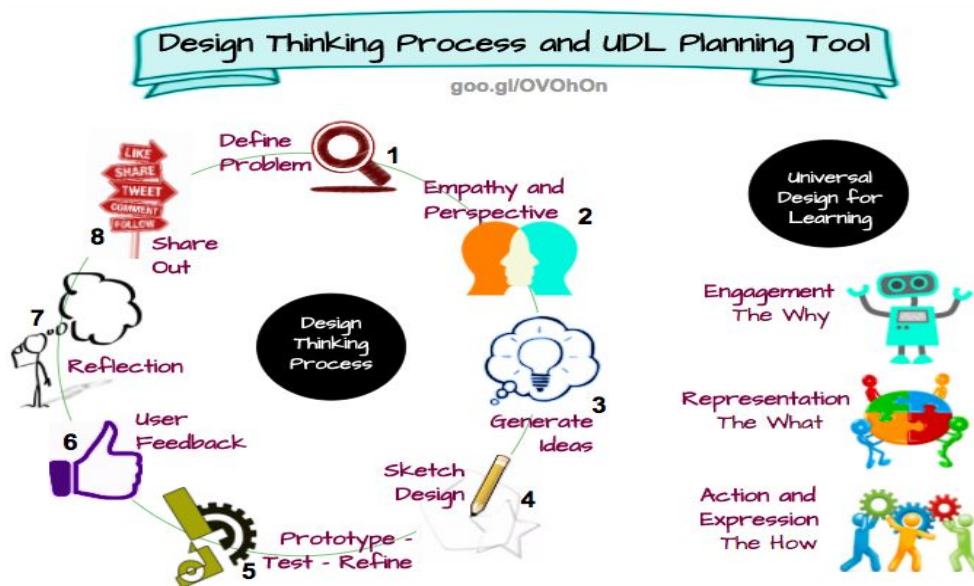 Design Thinking Process and UDL Planning Tool
goo.gl/OVOhOn
Define
Problem
1
Empathy and
Perspective
2
3
Generate
Ideas
Sketch
Design
4
Prototype -
Test - Refine
5
User
Feedback
6
7
Reflection
LIKE
SHARE
TWEET
COMMENT
FOLLOW
8
Share
Out
Design
Thinking
Process
Universal
Design for
Learning
Engagement
The Why
Representation
The What
Action and
Expression
The How